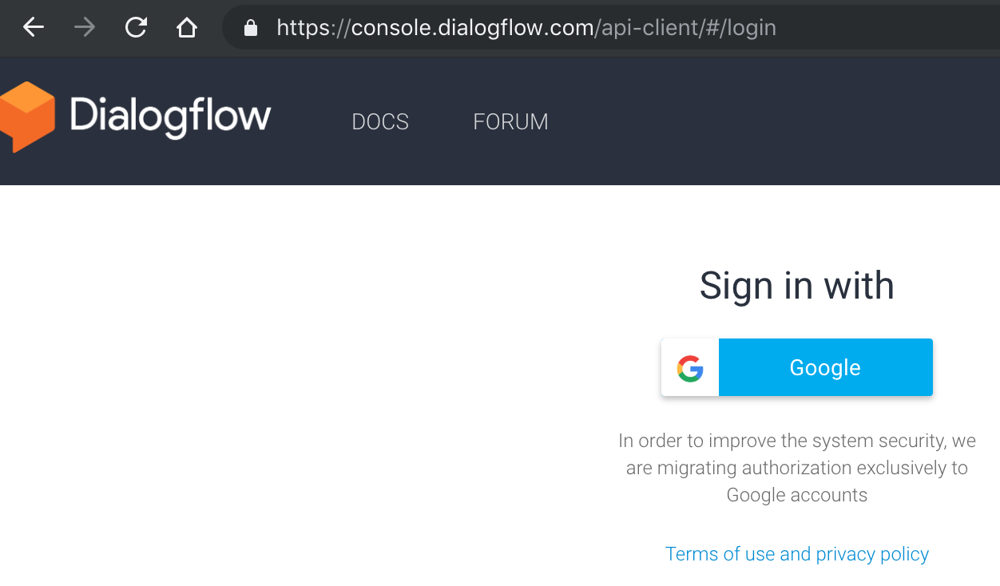 https://console.dialogflow.com/api-client/#/login
Dialogflow DOCS FORUM
Sign in with
Google
In order to improve the system security, we
are migrating authorization exclusively to
Google accounts
Terms of use and privacy policy